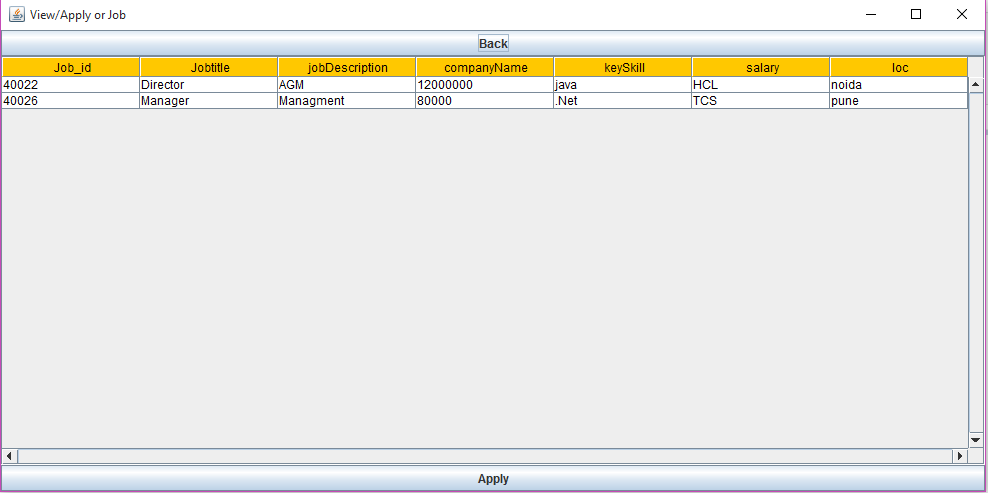 View/Apply or Job
Back
Job_id Jobtitle jobDescription companyName keySkill salary loc
40022 Director AGM 12000000 java HCL noida
40026 Manager Managment 80000 .Net TCS pune
Apply